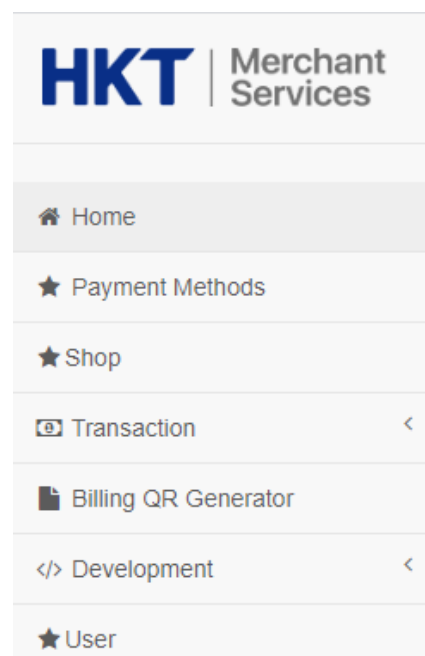 HKT | Merchant
Services
Home
Payment Methods
Shop
Transaction
Billing QR Generator
</> Development
User